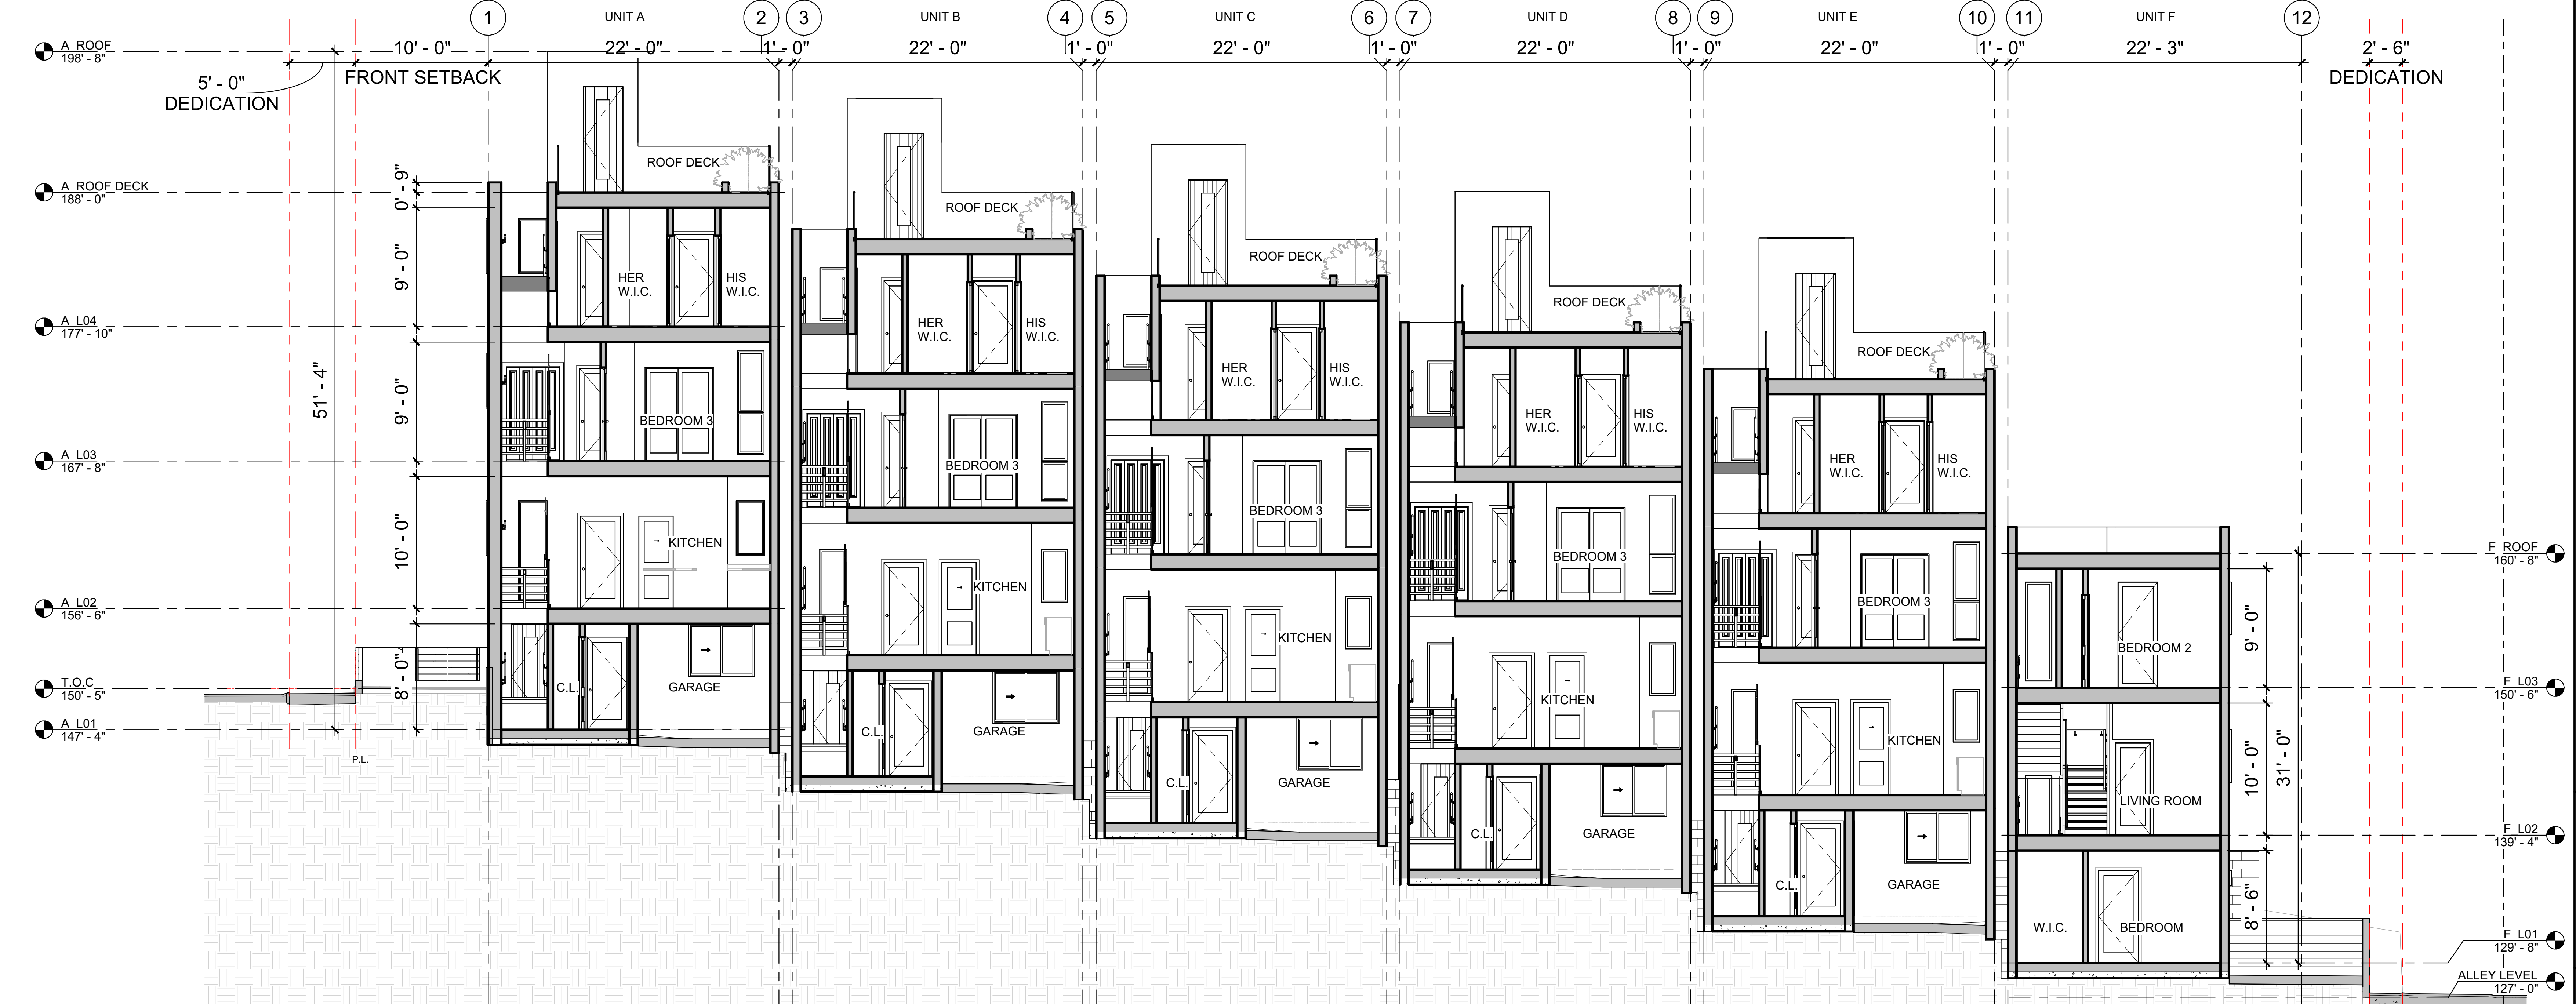 1
UNIT A
2
3
UNIT B
4
5
UNIT C
6
7
UNIT D
8
9
UNIT E
10
11
UNIT F
12
A ROOF
198' - 8"
10' - 0"
22' - 0"
1' - 0"
22' - 0"
1' - 0"
22' - 0"
1' - 0"
22' - 0"
1' - 0"
22' - 0"
1' - 0"
22' - 3"
2' - 6"
FRONT SETBACK
5' - 0"
DEDICATION
DEDICATION
A ROOF DECK
188' - 0"
A L04
177' - 10"
A L03
167' - 8"
A L02
156' - 6"
T.O.C
150' - 5"
A L01
147' - 4"
P.L.
51' - 4"
0' - 9"
9' - 0"
9' - 0"
10' - 0"
8' - 0"
ROOF DECK
HER
W.I.C.
HIS
W.I.C.
BEDROOM 3
KITCHEN
C.L.
GARAGE
ROOF DECK
HER
W.I.C.
HIS
W.I.C.
BEDROOM 3
KITCHEN
C.L.
GARAGE
ROOF DECK
HER
W.I.C.
HIS
W.I.C.
BEDROOM 3
KITCHEN
C.L.
GARAGE
ROOF DECK
HER
W.I.C.
HIS
W.I.C.
BEDROOM 3
KITCHEN
C.L.
GARAGE
ROOF DECK
HER
W.I.C.
HIS
W.I.C.
BEDROOM 3
KITCHEN
C.L.
GARAGE
BEDROOM 2
LIVING ROOM
W.I.C.
BEDROOM
9' - 0"
10' - 0"
8' - 6"
31' - 0"
F ROOF
160' - 8"
F L03
150' - 6"
F L02
139' - 4"
F L01
129' - 8"
ALLEY LEVEL
127' - 0"